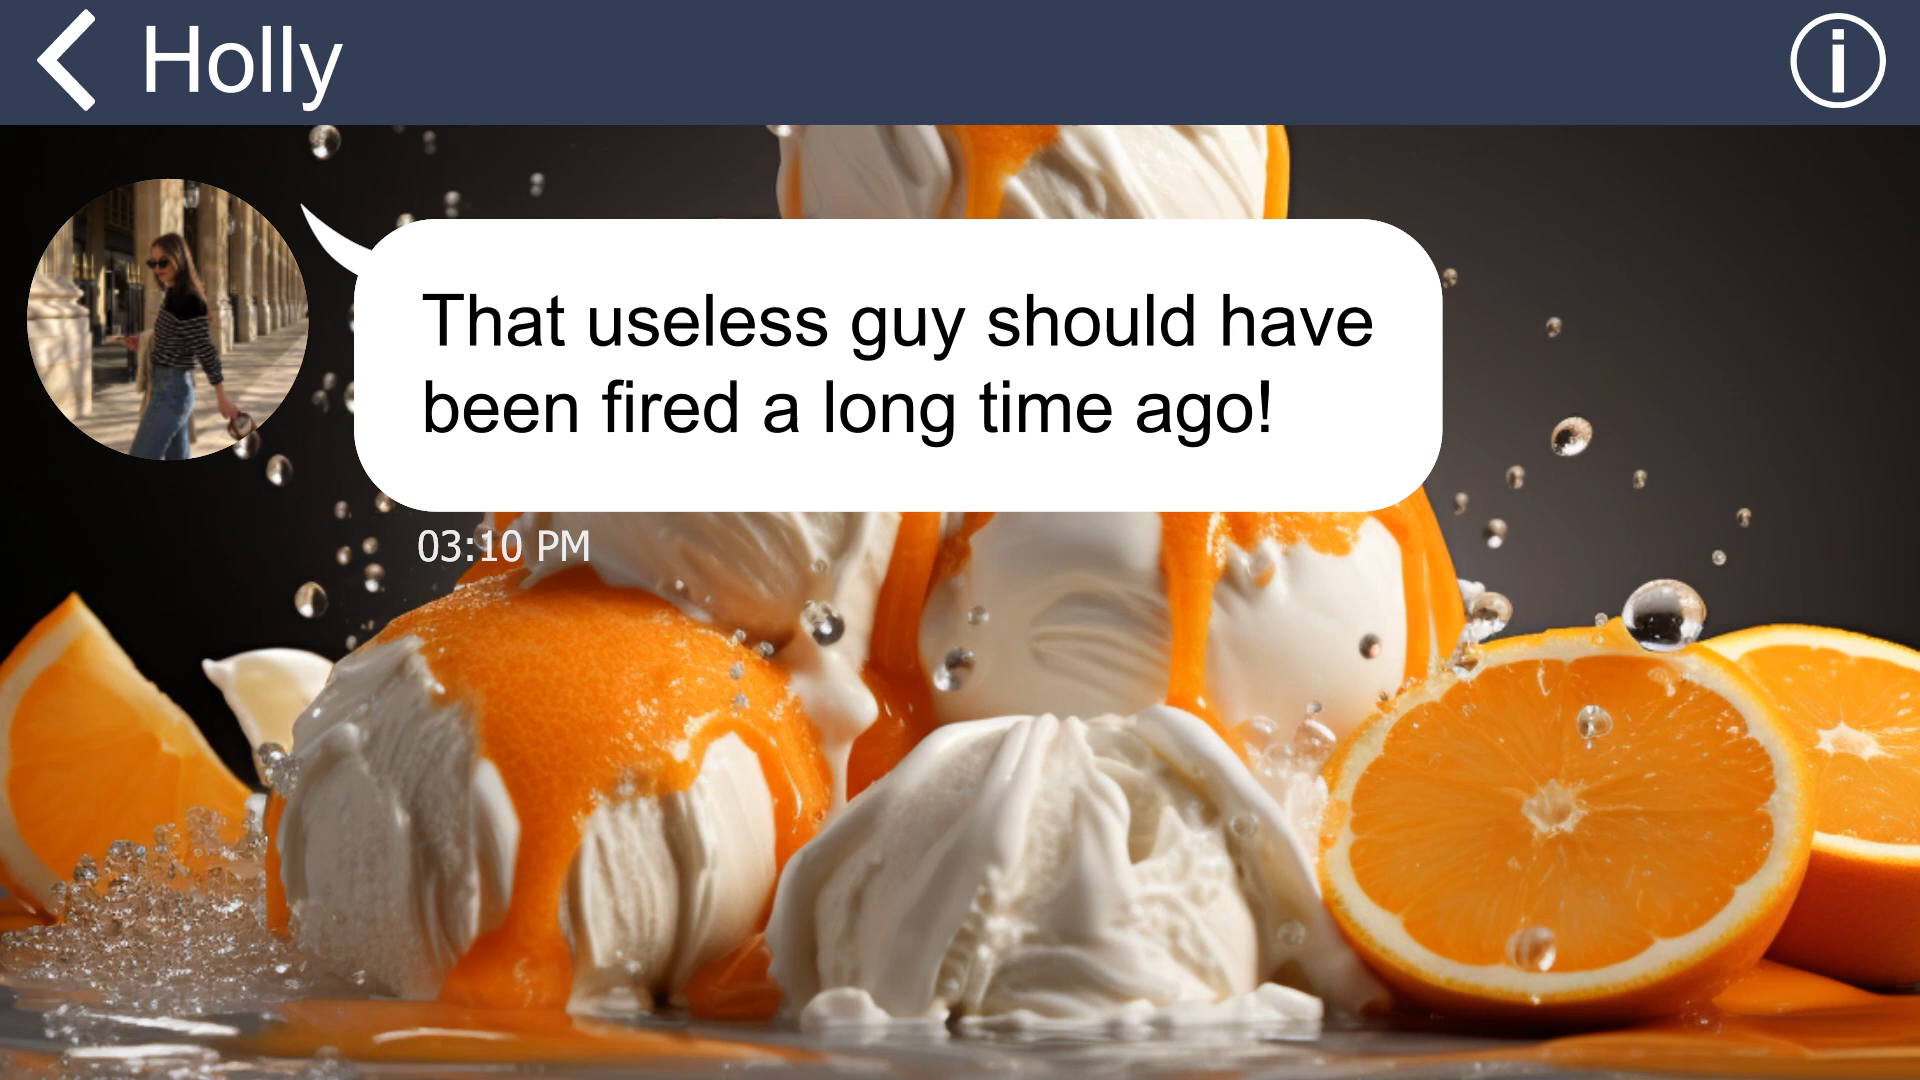 Holly
That useless guy should have
been fired a long time ago!
03:10 PM